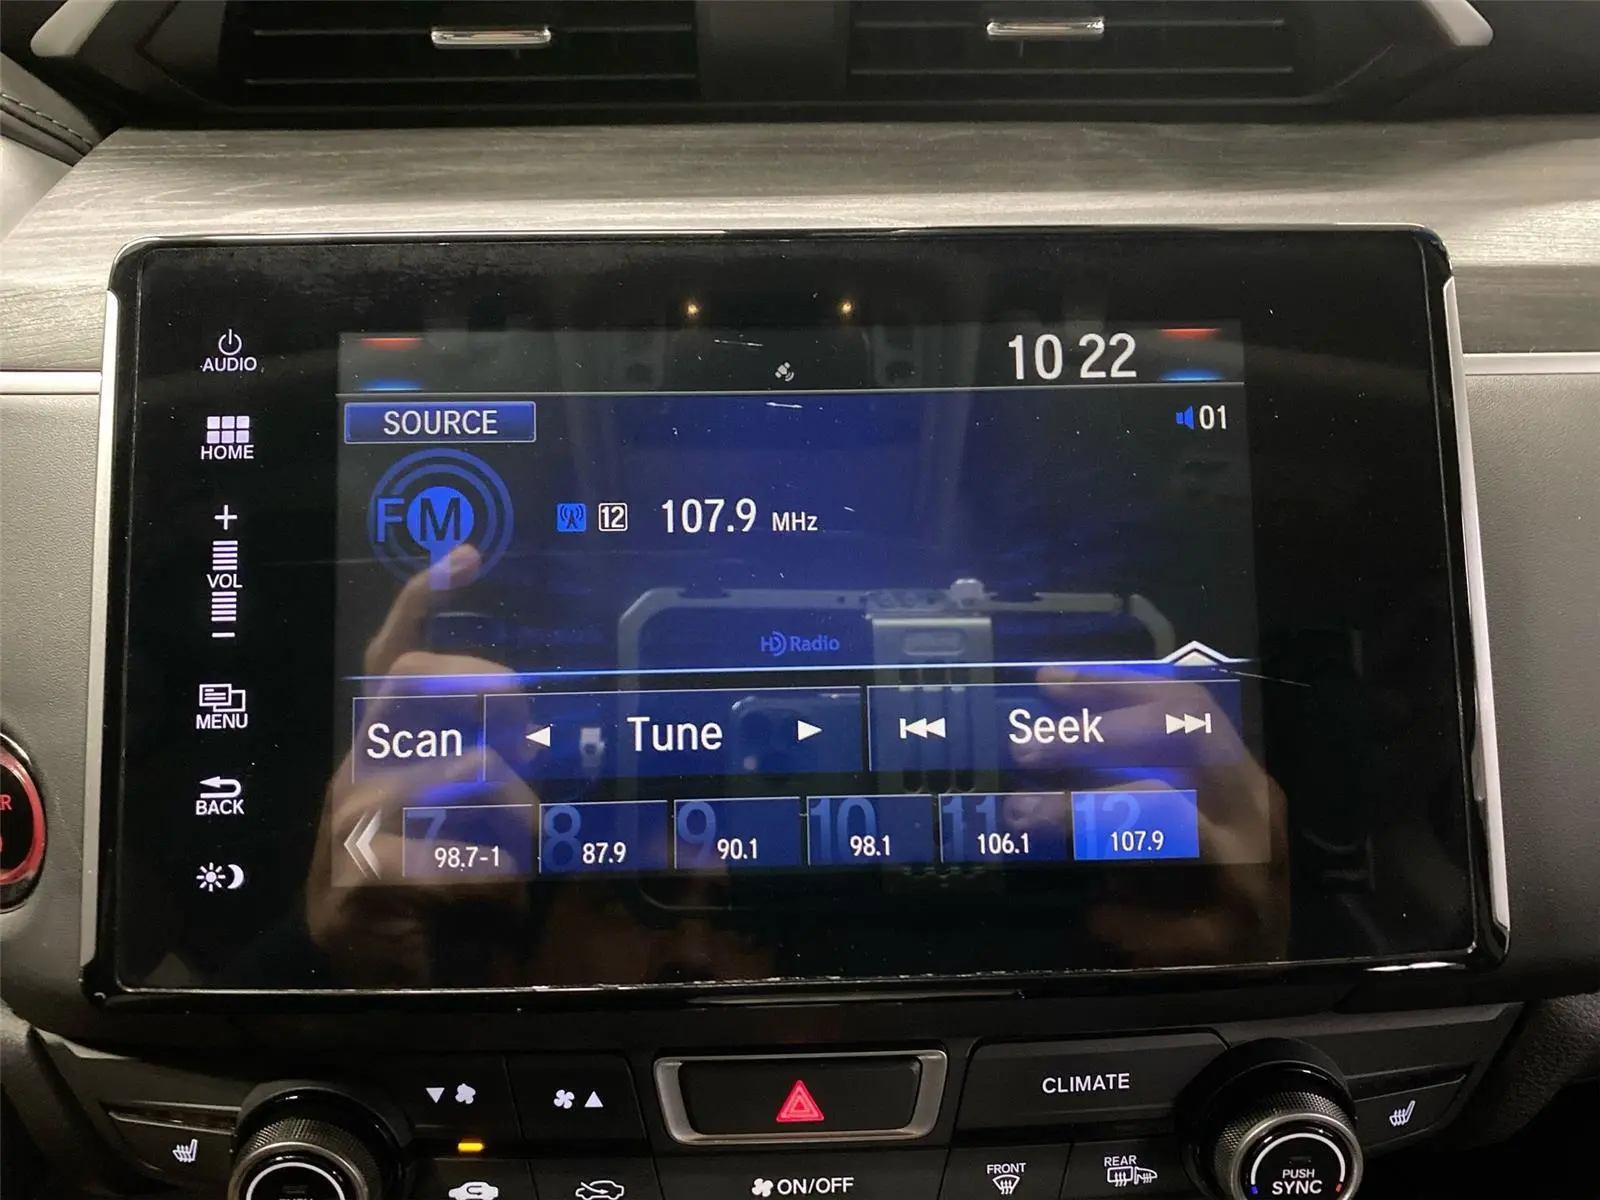 AUDIO
HOME
+
VOL
−
MENU
BACK
10 22
SOURCE
01
FM
12 107.9 MHz
HD Radio
Scan
Tune
Seek
7 98.7-1
8 87.9
9 90.1
10 98.1
11 106.1
12 107.9
R
CLIMATE
ON/OFF
FRONT
REAR
PUSH
SYNC